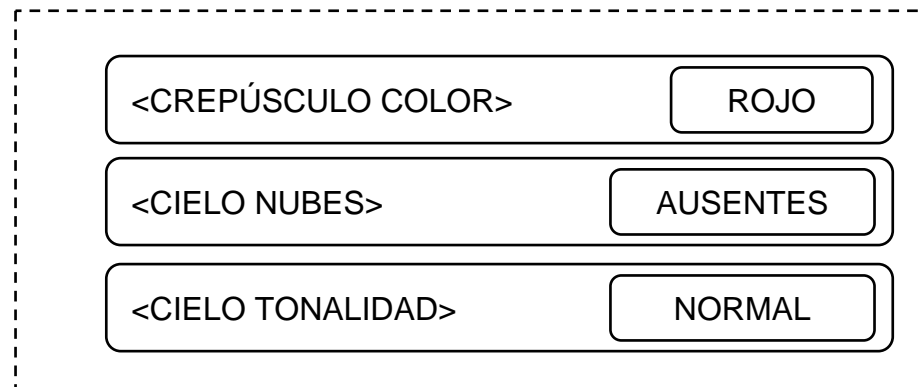 <CREPÚSCULO COLOR> ROJO
<CIELO NUBES> AUSENTES
<CIELO TONALIDAD> NORMAL